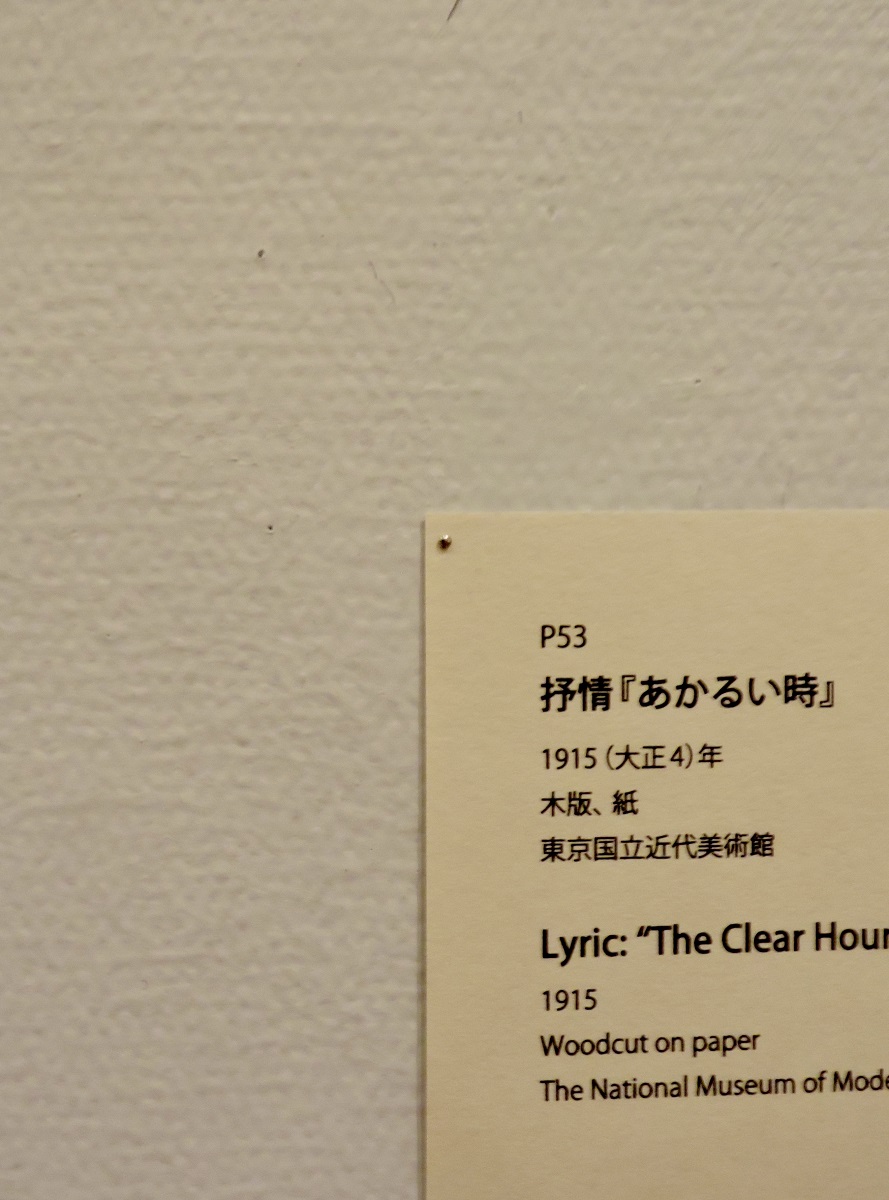 P53
抒情『あかるい時』
1915（大正4）年
木版、紙
東京国立近代美術館
Lyric: “The Clear
1915
Woodcut on paper
The National Museum of